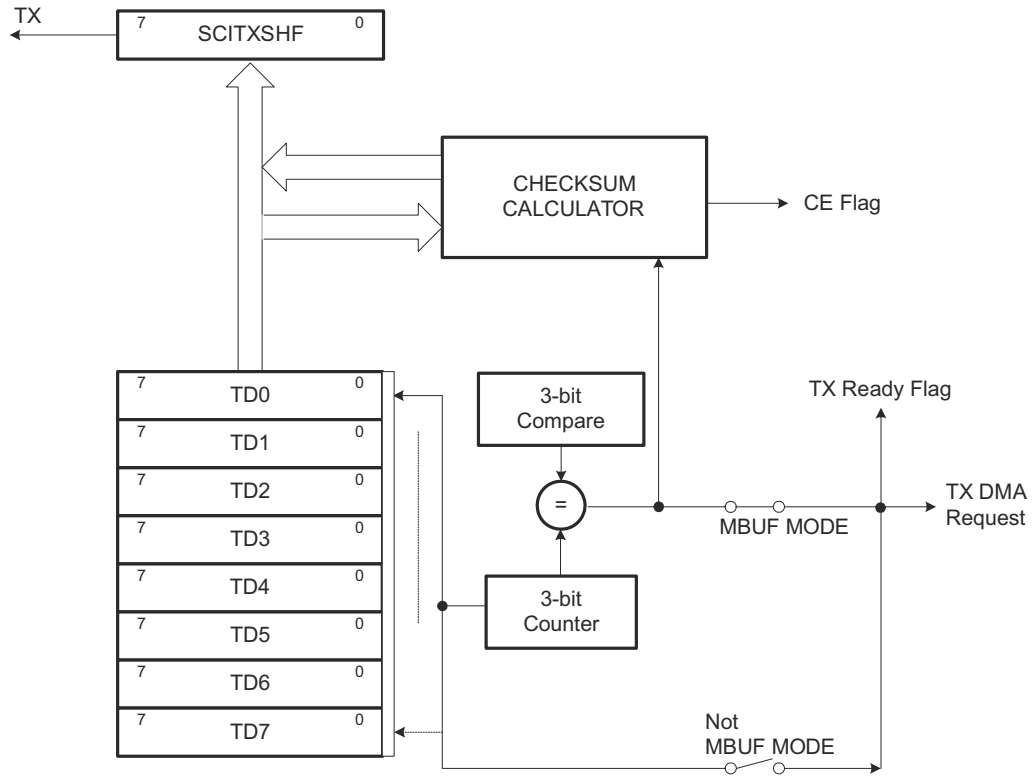 TX
7 SCITXSHF 0
CHECKSUM
CALCULATOR
CE Flag
7 TD0 0
7 TD1 0
7 TD2 0
7 TD3 0
7 TD4 0
7 TD5 0
7 TD6 0
7 TD7 0
3-bit
Compare
=
3-bit
Counter
TX Ready Flag
MBUF MODE
TX DMA
Request
Not
MBUF MODE